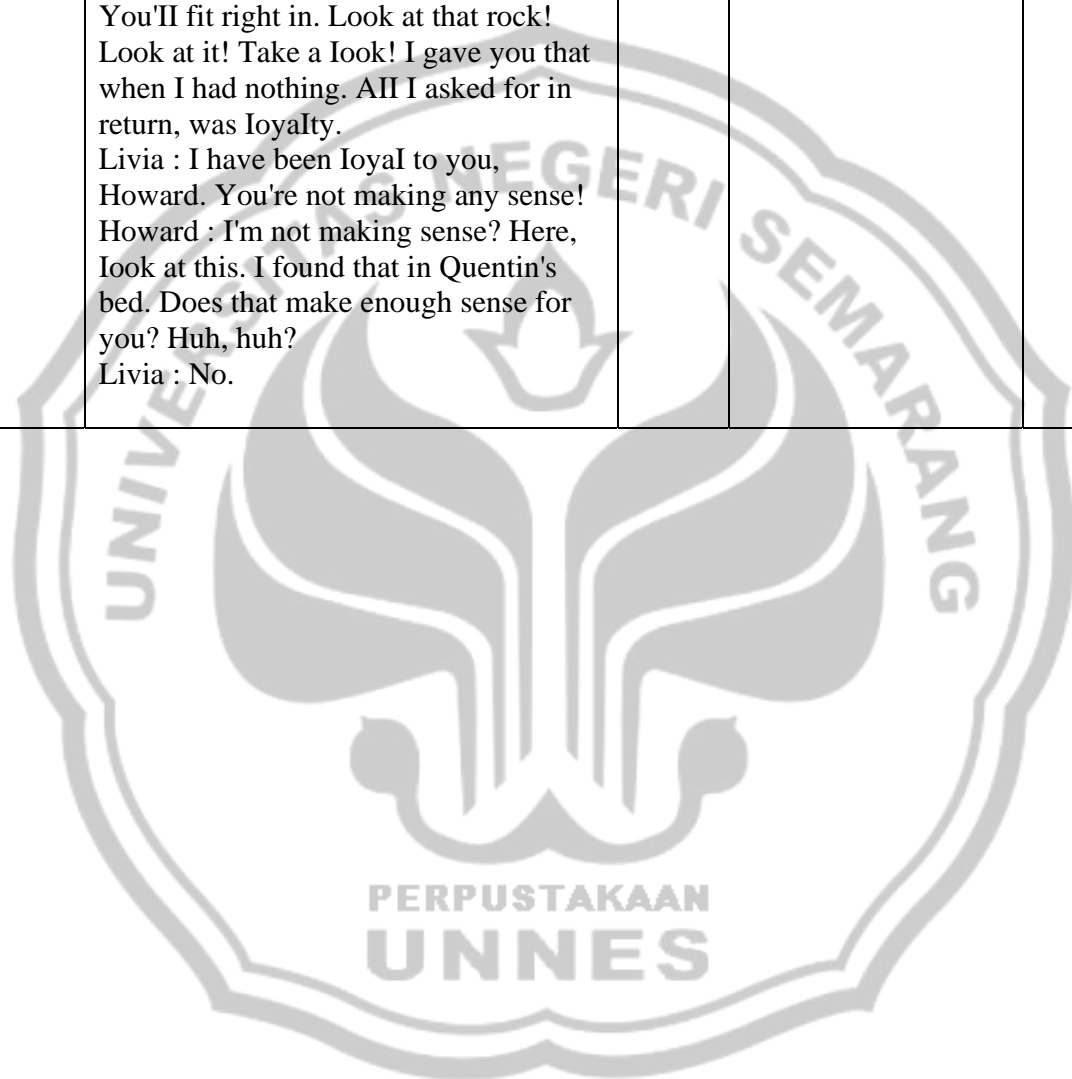 You'II fit right in. Look at that rock!
Look at it! Take a Iook! I gave you that
when I had nothing. AII I asked for in
return, was IoyaIty.
Livia : I have been IoyaI to you,
Howard. You're not making any sense!
Howard : I'm not making sense? Here,
Iook at this. I found that in Quentin's
bed. Does that make enough sense for
you? Huh, huh?
Livia : No.
UNIVERSITAS NEGERI SEMARANG
PERPUSTAKAAN
UNNES